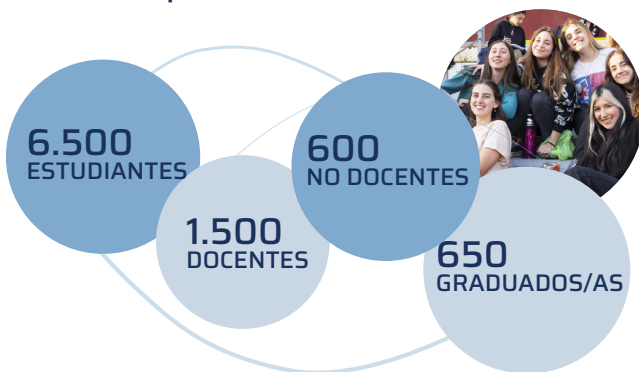 6.500
ESTUDIANTES
1.500
DOCENTES
600
NO DOCENTES
650
GRADUADOS/AS